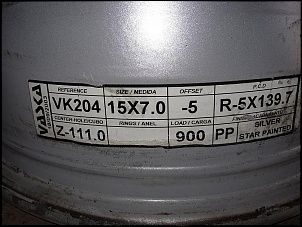 VASKA
REFERENCE SIZE / MEDIDA OFFSET P.C.D
VK204 15X7.0 -5 R-5X139.7
CENTER HOLE/CUBO RINGS / ANEL LOAD / CARGA
Z-111.0 900 PP SILVER
STAR PAINTED